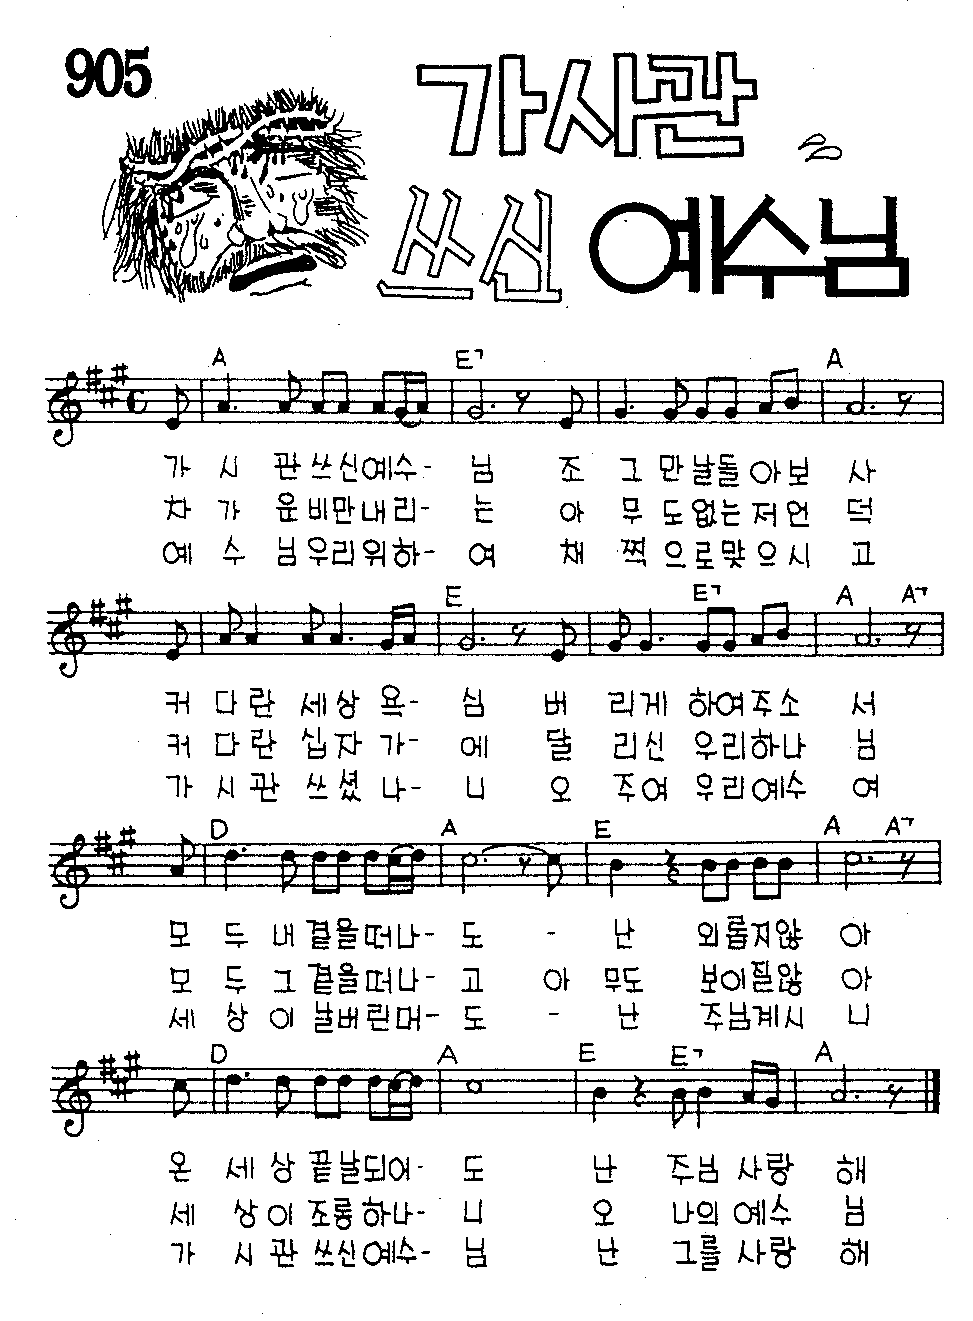 905
가시관
쓰신 예수님
A E7 A
가 시 관 쓰 신 예 수 - 님 조 그 만 날 돌 아 보 사
차 가 운 비 만 내 리 - 는 아 무 도 없 는 저 언 덕
예 수 님 우 리 위 하 - 여 채 찍 으 로 맞 으 시 고
E E7 A A7
커 다 란 세 상 욕 - 심 버 리 게 하 여 주 소 서
커 다 란 십 자 가 - 에 달 리 신 우 리 하 나 님
가 시 관 쓰 셨 나 - 니 오 주 여 우 리 예 수 여
D A E A A7
모 두 내 곁 을 떠 나 - 도 - 난 외 롭 지 않 아
모 두 그 곁 을 떠 나 - 고 아 무 도 보 이 질 않 아
세 상 이 날 버 린 대 - 도 - 난 주 님 계 시 니
D A E E7 A
온 세 상 끝 날 되 어 - 도 난 주 님 사 랑 해
세 상 이 조 롱 하 나 - 니 오 나 의 예 수 님
가 시 관 쓰 신 예 수 - 님 난 그 를 사 랑 해